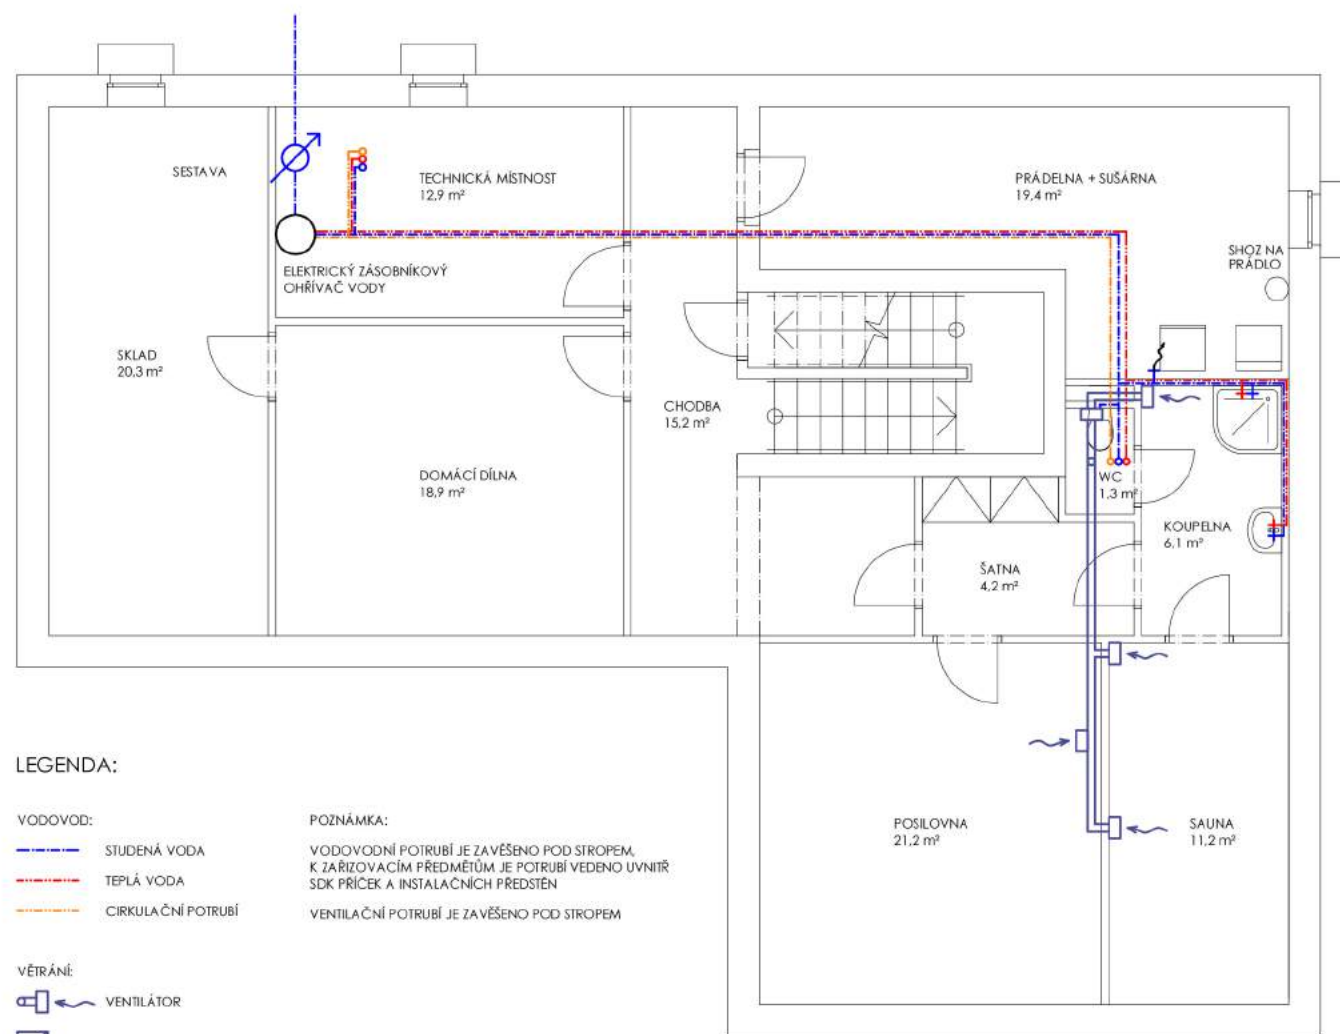 SESTAVA
TECHNICKÁ MÍSTNOST
12,9 m²
PRÁDELNA + SUŠÁRNA
19,4 m²
SHOZ NA
PRÁDLO
ELEKTRICKÝ ZÁSOBNÍKOVÝ
OHŘÍVAČ VODY
SKLAD
20,3 m²
CHODBA
15,2 m²
DOMÁCÍ DÍLNA
18,9 m²
WC
1,3 m²
KOUPELNA
6,1 m²
ŠATNA
4,2 m²
POSILOVNA
21,2 m²
SAUNA
11,2 m²
LEGENDA:
VODOVOD:
STUDENÁ VODA
TEPLÁ VODA
CIRKULAČNÍ POTRUBÍ
POZNÁMKA:
VODOVODNÍ POTRUBÍ JE ZAVĚŠENO POD STROPEM,
K ZAŘIZOVACÍM PŘEDMĚTŮM JE POTRUBÍ VEDENO UVNITŘ
SDK PŘÍČEK A INSTALAČNÍCH PŘEDSTĚN
VENTILAČNÍ POTRUBÍ JE ZAVĚŠENO POD STROPEM
VĚTRÁNÍ:
VENTILÁTOR